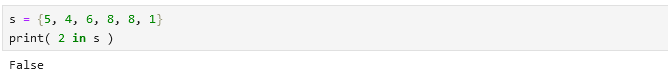 s = {5, 4, 6, 8, 8, 1}
print( 2 in s )
False